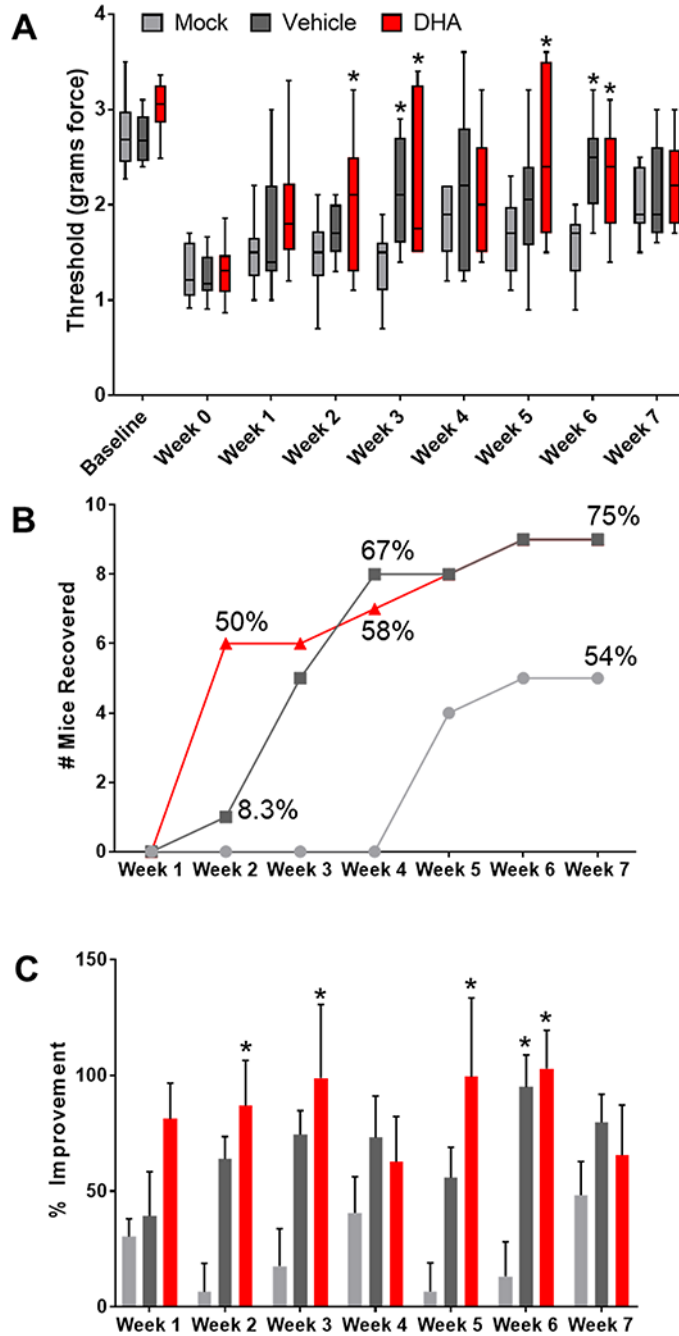 A
Mock Vehicle DHA
Threshold (grams force)
4
3
2
1
0
* * * * * *
Baseline Week 0 Week 1 Week 2 Week 3 Week 4 Week 5 Week 6 Week 7
B
# Mice Recovered
10
8
6
4
2
0
50%
8.3%
67%
58%
75%
54%
Week 1 Week 2 Week 3 Week 4 Week 5 Week 6 Week 7
C
% Improvement
150
100
50
0
* * * * *
Week 1 Week 2 Week 3 Week 4 Week 5 Week 6 Week 7